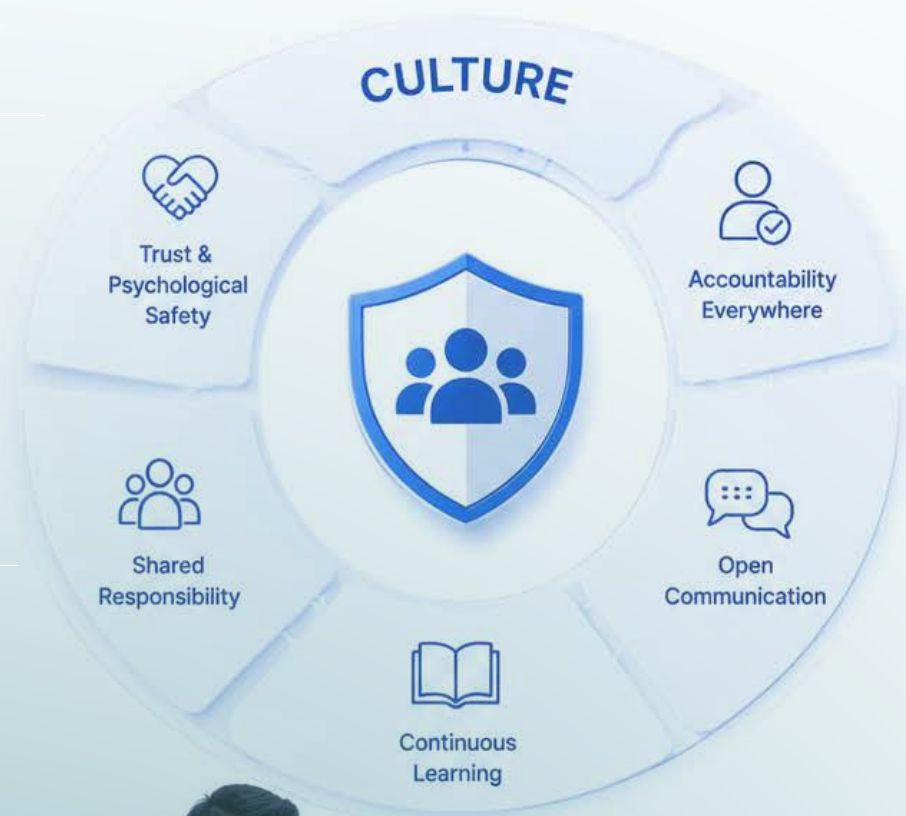 CULTURE
Trust &
Psychological
Safety
Accountability
Everywhere
Shared
Responsibility
Open
Communication
Continuous
Learning